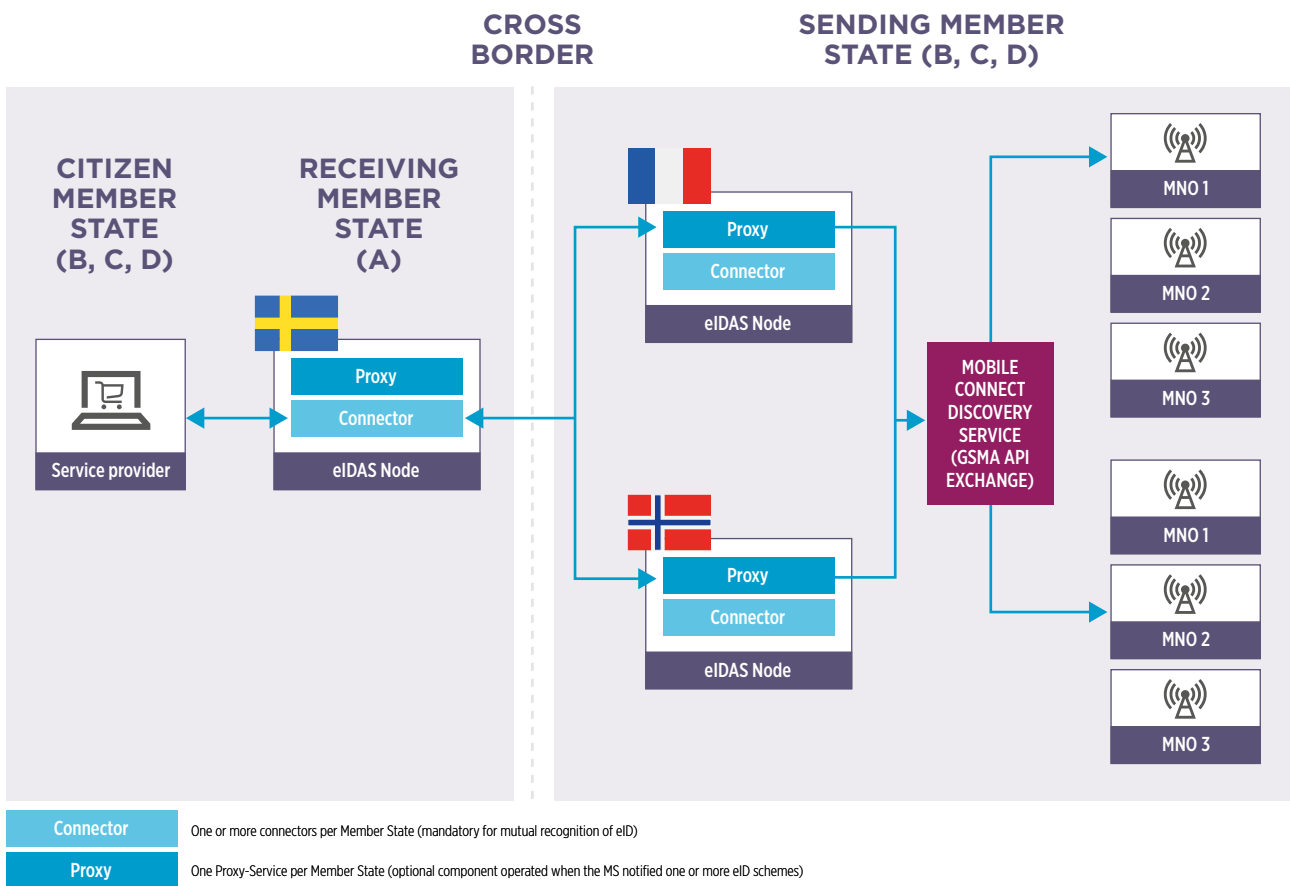 CROSS
BORDER
SENDING MEMBER
STATE (B, C, D)
CITIZEN
MEMBER
STATE
(B, C, D)
RECEIVING
MEMBER
STATE
(A)
Service provider
Proxy
Connector
eIDAS Node
Proxy
Connector
eIDAS Node
Proxy
Connector
eIDAS Node
MOBILE
CONNECT
DISCOVERY
SERVICE
(GSMA API
EXCHANGE)
MNO 1
MNO 2
MNO 3
MNO 1
MNO 2
MNO 3
Connector
One or more connectors per Member State (mandatory for mutual recognition of eID)
Proxy
One Proxy-Service per Member State (optional component operated when the MS notified one or more eID schemes)